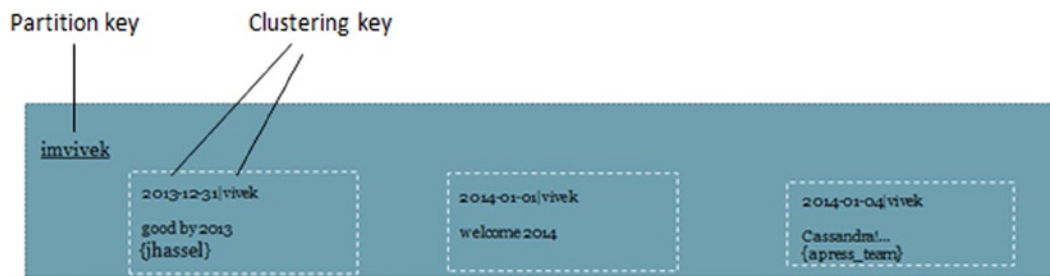 Partition key
Clustering key
imvivek
2013-12-31|vivek
good by 2013
{jhassel}
2014-01-01|vivek
welcome 2014
2014-01-04|vivek
Cassandra!...
{apress_team}